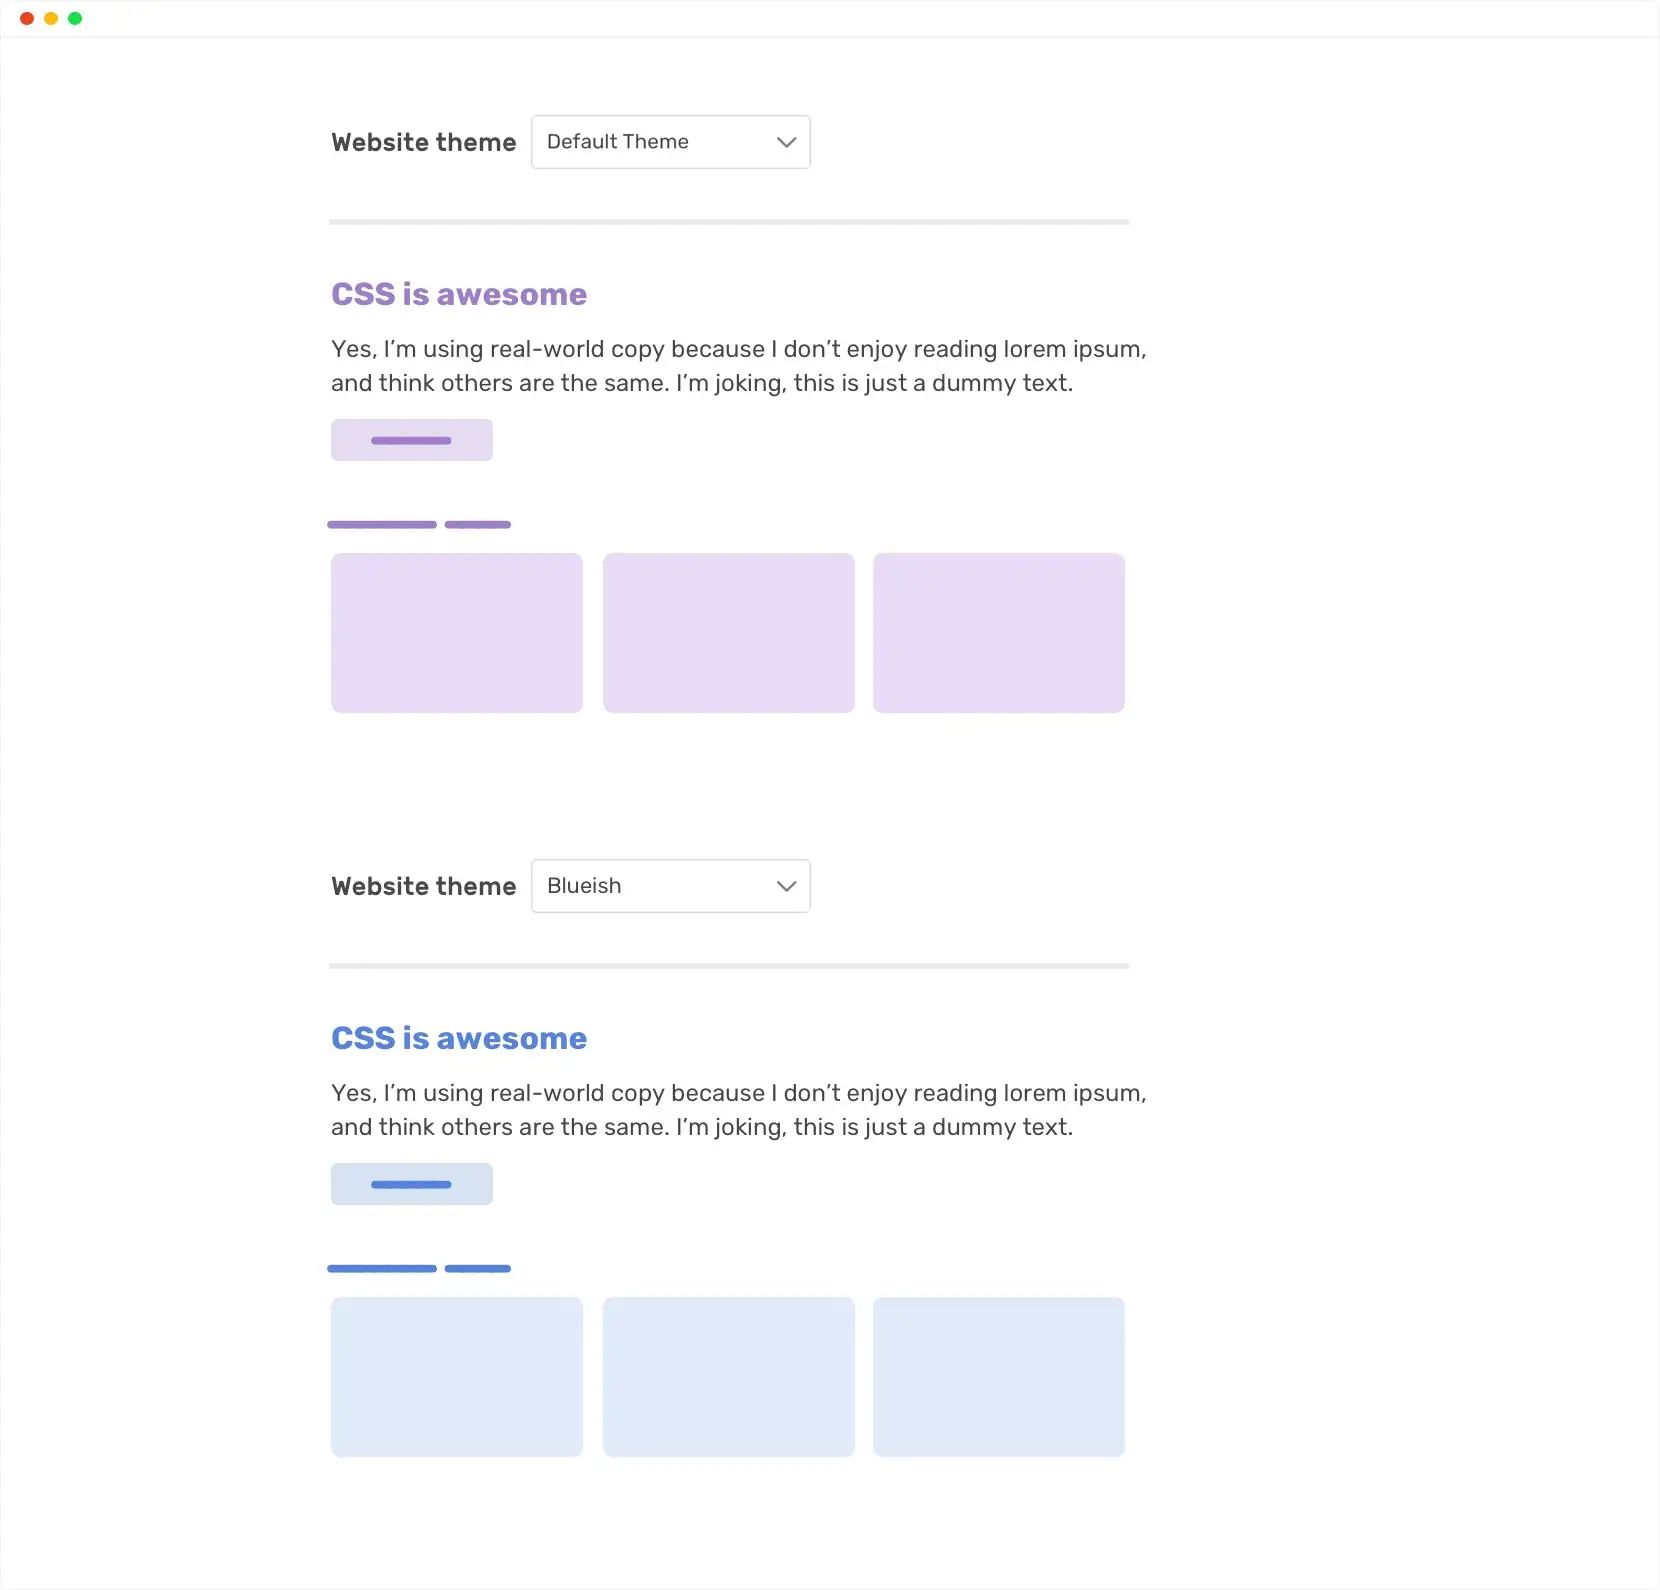 Website theme Default Theme
CSS is awesome
Yes, I’m using real-world copy because I don’t enjoy reading lorem ipsum,
and think others are the same. I’m joking, this is just a dummy text.
Website theme Blueish
CSS is awesome
Yes, I’m using real-world copy because I don’t enjoy reading lorem ipsum,
and think others are the same. I’m joking, this is just a dummy text.